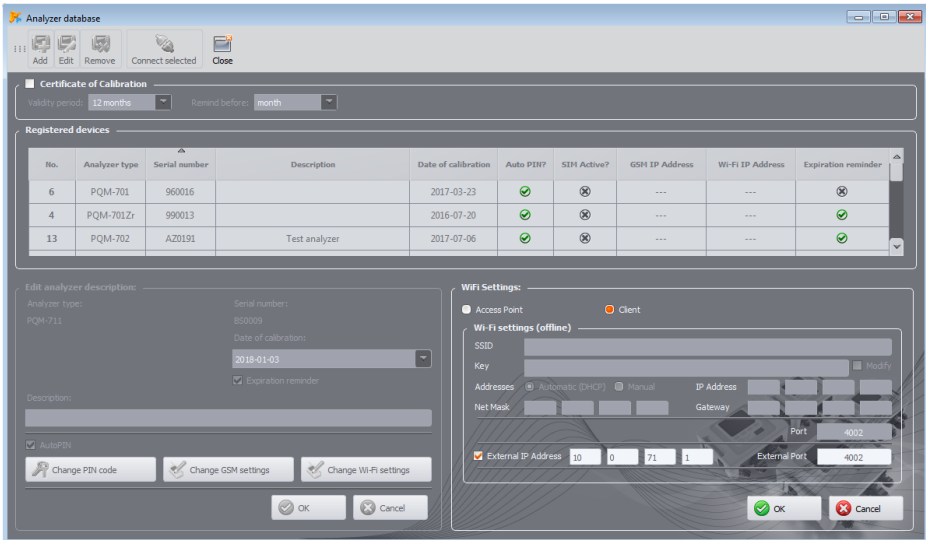 Analyzer database
Add Edit Remove Connect selected Close
Certificate of Calibration
Validity period: 12 months Remind before: month
Registered devices
No. Analyzer type Serial number Description Date of calibration Auto PIN? SIM Active? GSM IP Address Wi-Fi IP Address Expiration reminder
6 PQM-701 960016 2017-03-23 --- ---
4 PQM-701Zr 990013 2016-07-20 --- ---
13 PQM-702 AZ0191 Test analyzer 2017-07-06 --- ---
Edit analyzer description:
Analyzer type: Serial number:
PQM-711 BS0009
Date of calibration:
2018-01-03
Expiration reminder
Description:
AutoPIN
Change PIN code Change GSM settings Change Wi-Fi settings
OK Cancel
WiFi Settings:
Access Point Client
Wi-Fi settings (offline)
SSID
Key Modify
Addresses Automatic (DHCP) Manual IP Address
Net Mask Gateway
Port 4002
External IP Address 10 0 71 1 External Port 4002
OK Cancel